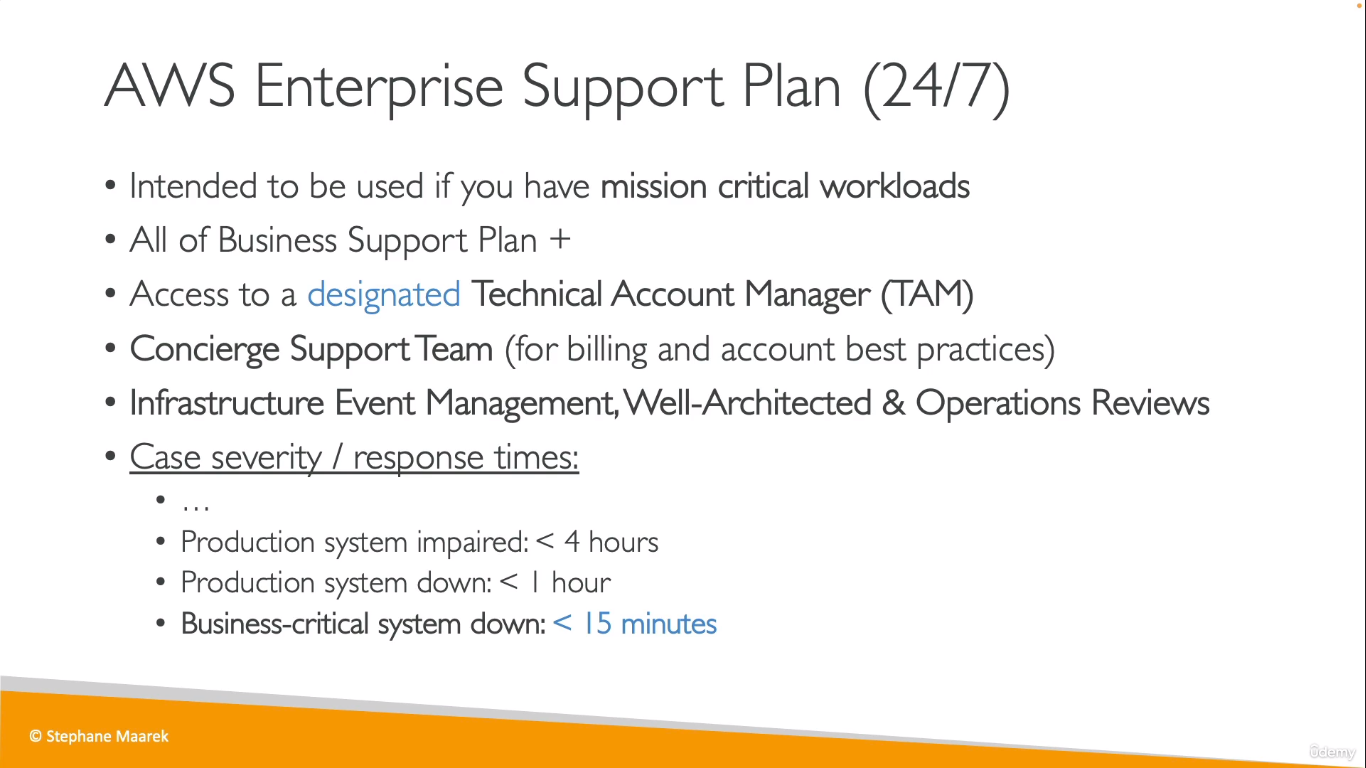 AWS Enterprise Support Plan (24/7)
• Intended to be used if you have mission critical workloads
• All of Business Support Plan +
• Access to a designated Technical Account Manager (TAM)
• Concierge Support Team (for billing and account best practices)
• Infrastructure Event Management, Well-Architected & Operations Reviews
• Case severity / response times:
• …
• Production system impaired: < 4 hours
• Production system down: < 1 hour
• Business-critical system down: < 15 minutes
© Stephane Maarek
Udemy